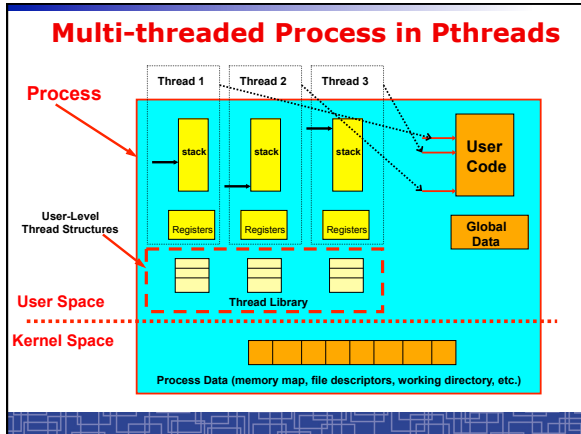 Multi-threaded Process in Pthreads
Thread 1
Thread 2
Thread 3
Process
stack
stack
stack
User
Code
User-Level
Thread Structures
Registers
Registers
Registers
Global
Data
Thread Library
User Space
Kernel Space
Process Data (memory map, file descriptors, working directory, etc.)